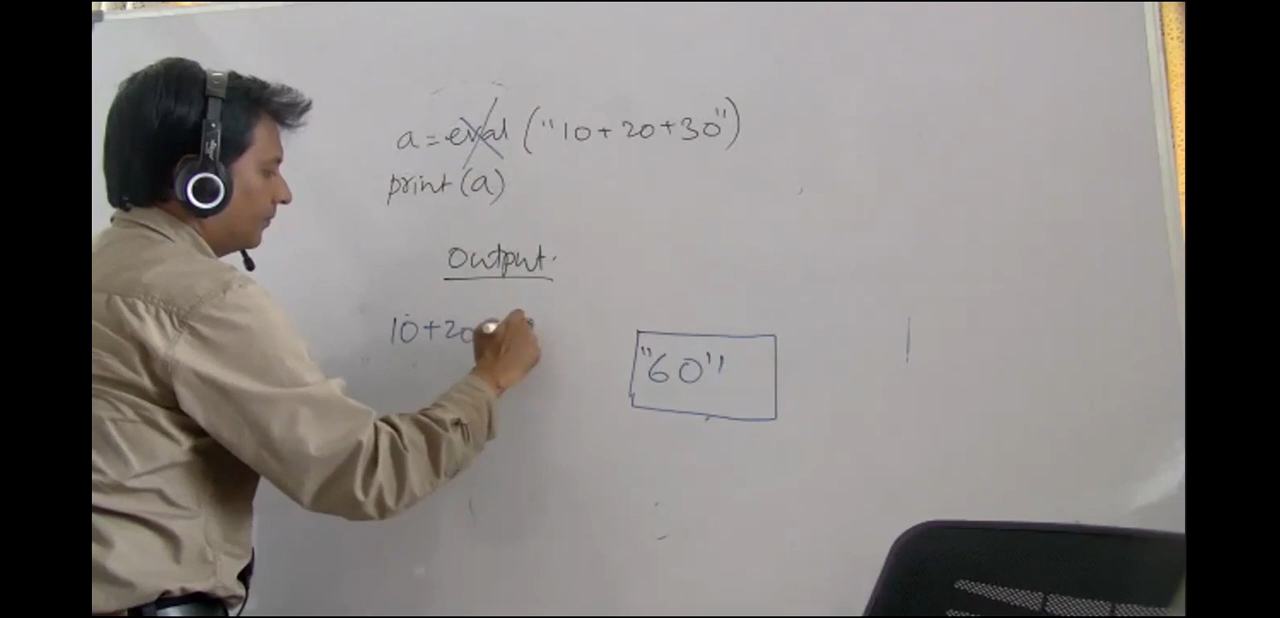 a = eval ("10+20+30")
print (a)
Output.
10+20
"60"